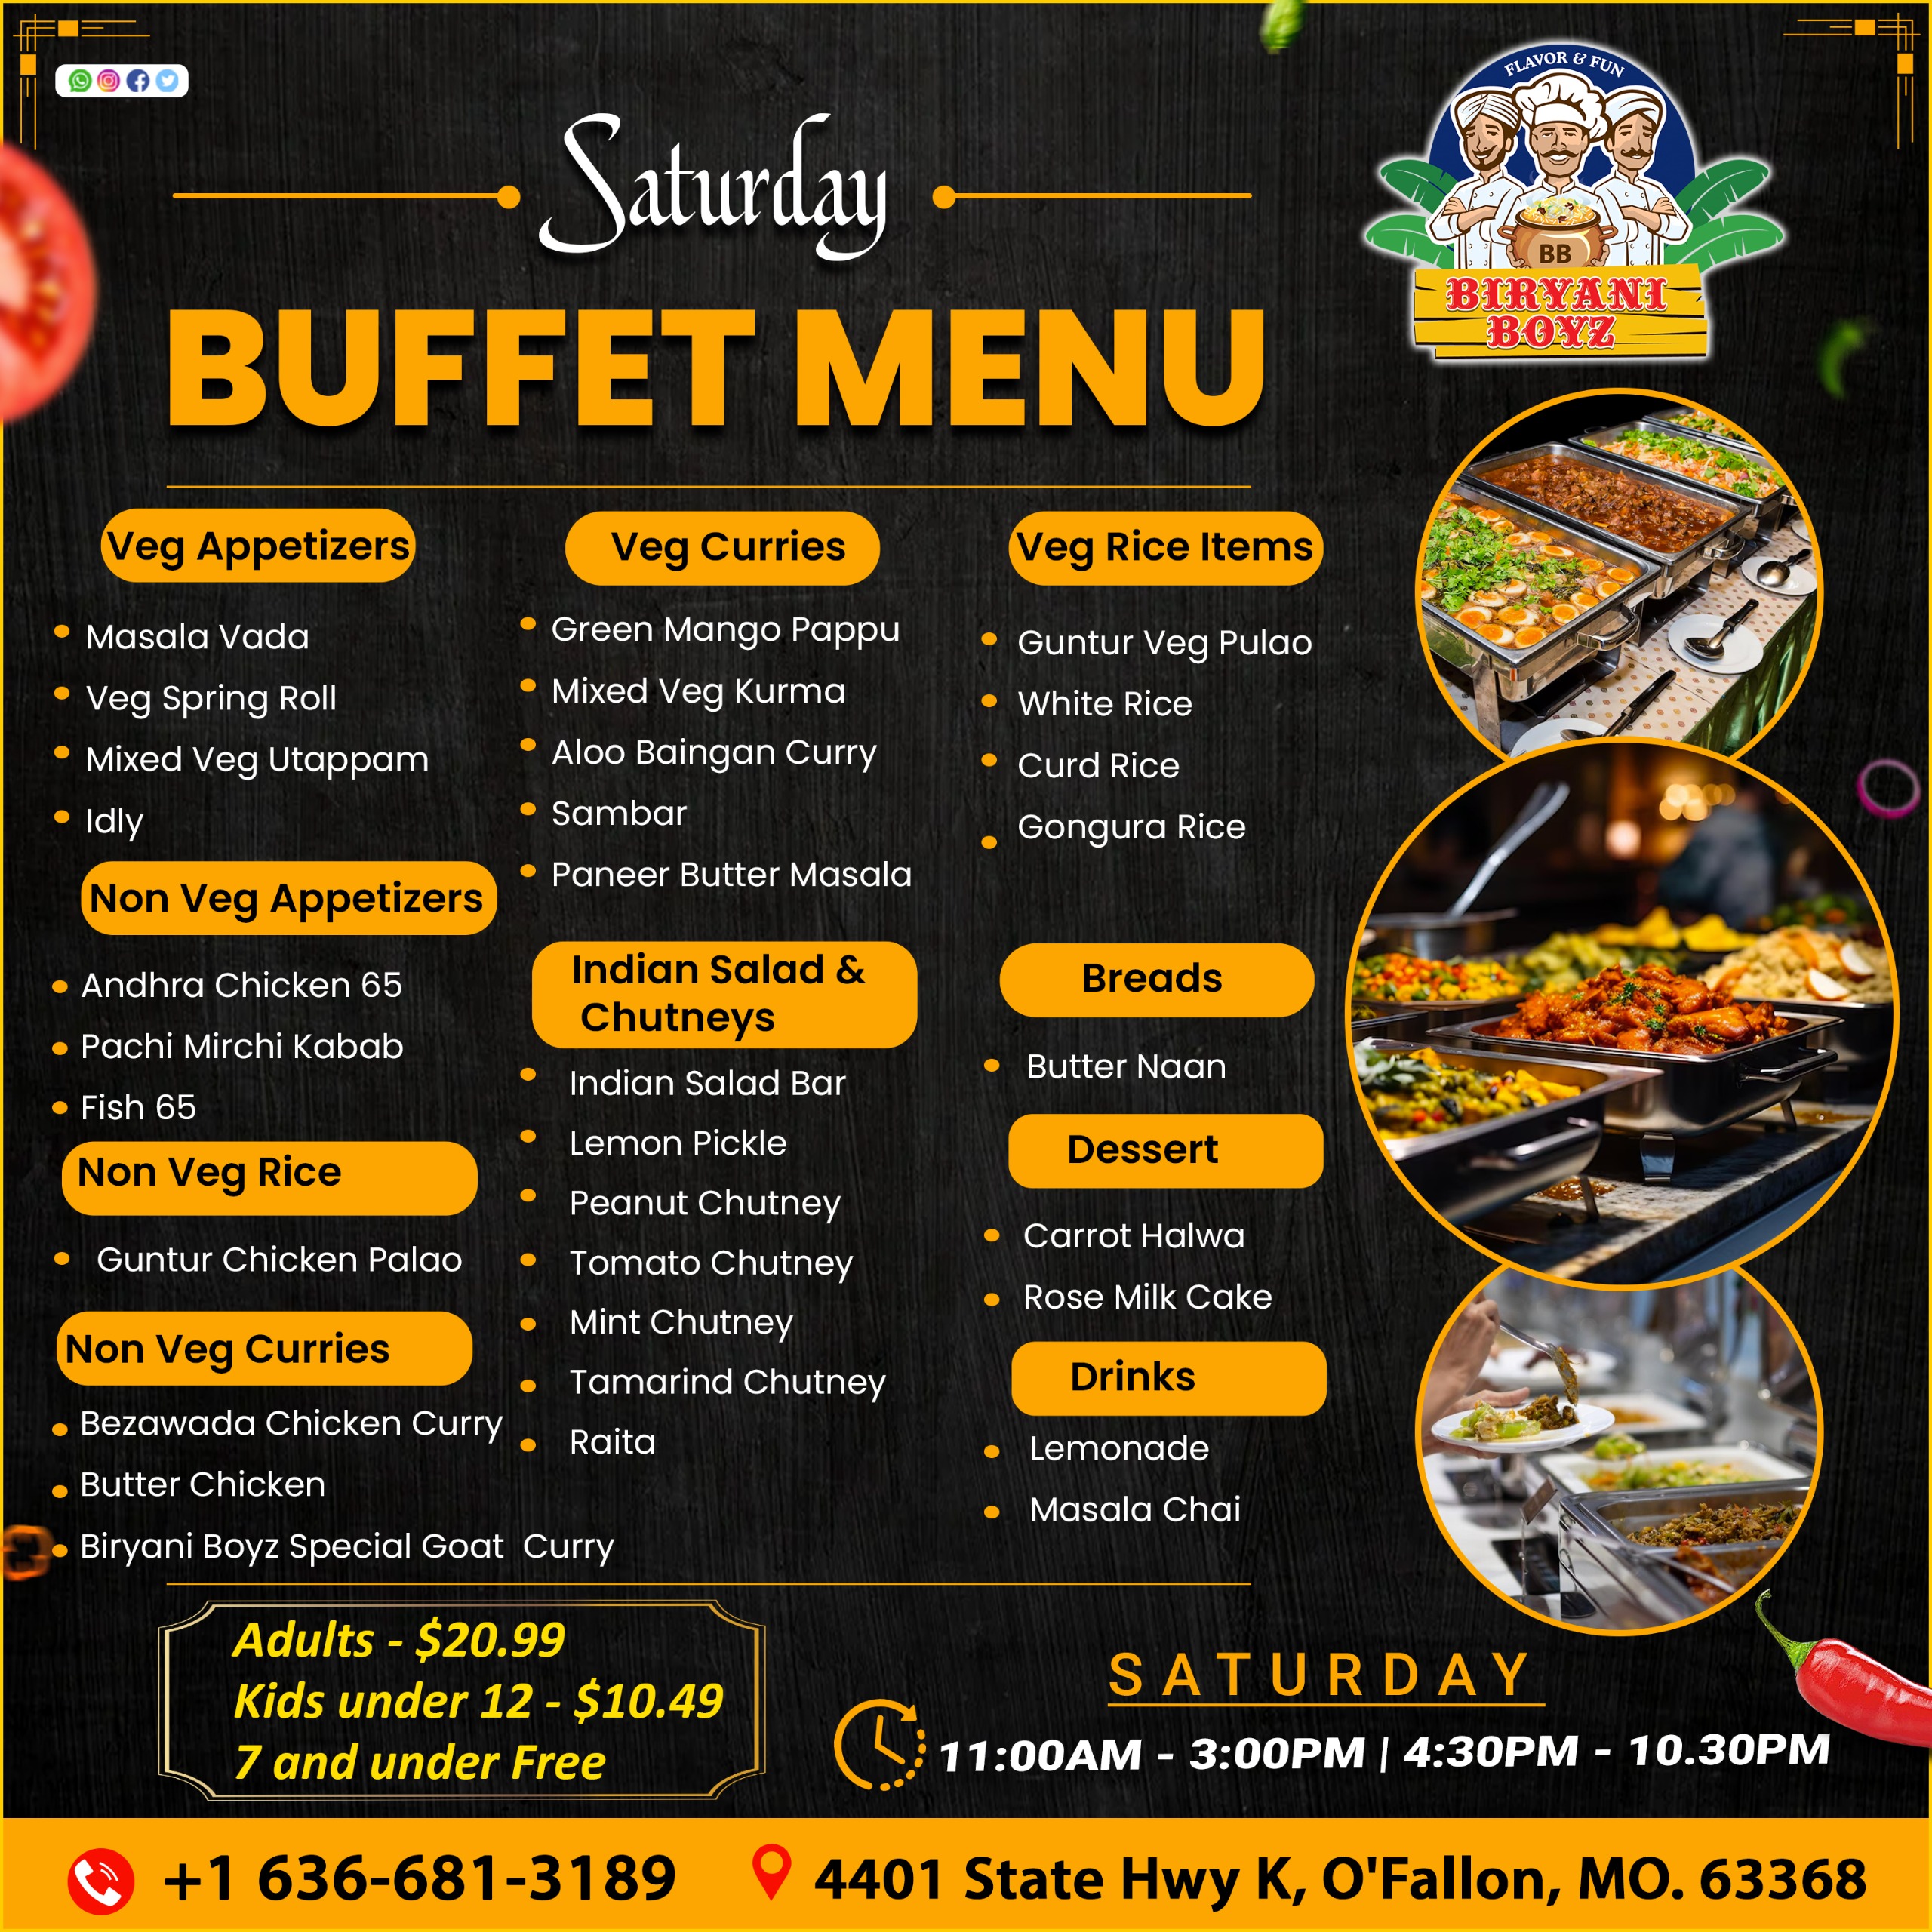 FLAVOR & FUN
BB
BIRYANI
BOYZ
Saturday
BUFFET MENU
Veg Appetizers
Masala Vada
Veg Spring Roll
Mixed Veg Utappam
Idly
Non Veg Appetizers
Andhra Chicken 65
Pachi Mirchi Kabab
Fish 65
Non Veg Rice
Guntur Chicken Palao
Non Veg Curries
Bezawada Chicken Curry
Butter Chicken
Biryani Boyz Special Goat Curry
Veg Curries
Green Mango Pappu
Mixed Veg Kurma
Aloo Baingan Curry
Sambar
Paneer Butter Masala
Indian Salad &
Chutneys
Indian Salad Bar
Lemon Pickle
Peanut Chutney
Tomato Chutney
Mint Chutney
Tamarind Chutney
Raita
Veg Rice Items
Guntur Veg Pulao
White Rice
Curd Rice
Gongura Rice
Breads
Butter Naan
Dessert
Carrot Halwa
Rose Milk Cake
Drinks
Lemonade
Masala Chai
Adults - $20.99
Kids under 12 - $10.49
7 and under Free
SATURDAY
11:00AM - 3:00PM | 4:30PM - 10.30PM
+1 636-681-3189
4401 State Hwy K, O'Fallon, MO. 63368